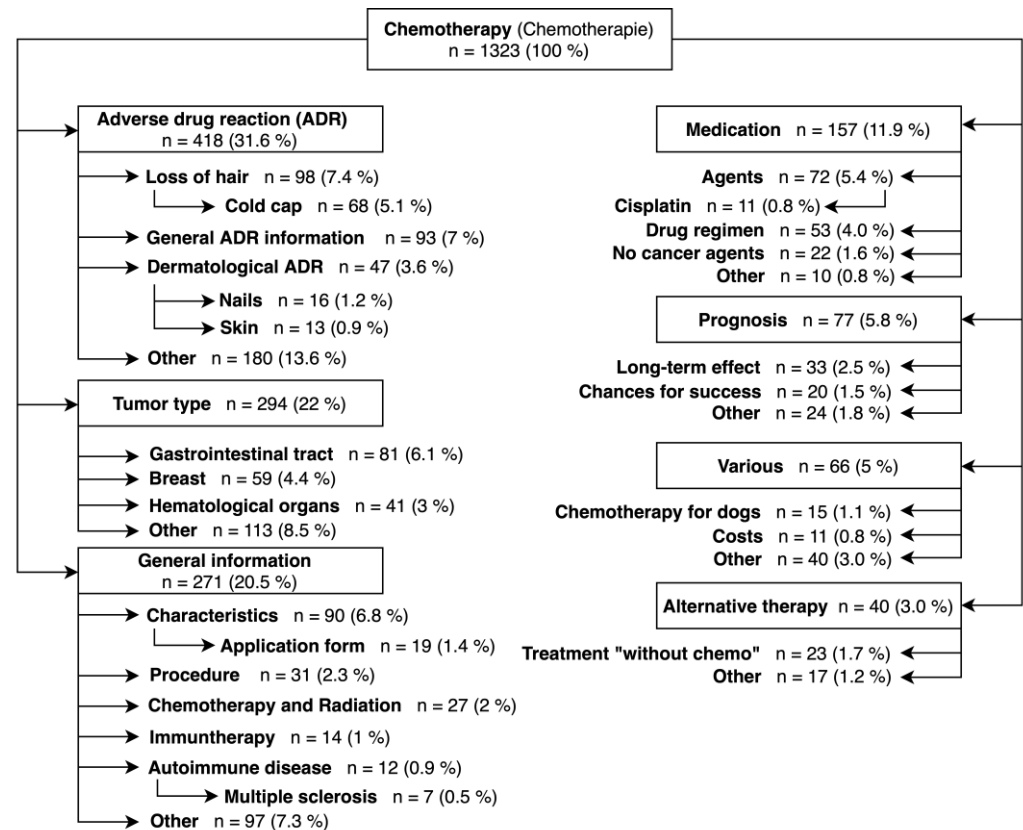 Chemotherapy (Chemotherapie)
n = 1323 (100 %)
Adverse drug reaction (ADR)
n = 418 (31.6 %)
Loss of hair n = 98 (7.4 %)
Cold cap n = 68 (5.1 %)
General ADR information n = 93 (7 %)
Dermatological ADR n = 47 (3.6 %)
Nails n = 16 (1.2 %)
Skin n = 13 (0.9 %)
Other n = 180 (13.6 %)
Tumor type n = 294 (22 %)
Gastrointestinal tract n = 81 (6.1 %)
Breast n = 59 (4.4 %)
Hematological organs n = 41 (3 %)
Other n = 113 (8.5 %)
General information
n = 271 (20.5 %)
Characteristics n = 90 (6.8 %)
Application form n = 19 (1.4 %)
Procedure n = 31 (2.3 %)
Chemotherapy and Radiation n = 27 (2 %)
Immuntherapy n = 14 (1 %)
Autoimmune disease n = 12 (0.9 %)
Multiple sclerosis n = 7 (0.5 %)
Other n = 97 (7.3 %)
Medication n = 157 (11.9 %)
Agents n = 72 (5.4 %)
Cisplatin n = 11 (0.8 %)
Drug regimen n = 53 (4.0 %)
No cancer agents n = 22 (1.6 %)
Other n = 10 (0.8 %)
Prognosis n = 77 (5.8 %)
Long-term effect n = 33 (2.5 %)
Chances for success n = 20 (1.5 %)
Other n = 24 (1.8 %)
Various n = 66 (5 %)
Chemotherapy for dogs n = 15 (1.1 %)
Costs n = 11 (0.8 %)
Other n = 40 (3.0 %)
Alternative therapy n = 40 (3.0 %)
Treatment "without chemo" n = 23 (1.7 %)
Other n = 17 (1.2 %)